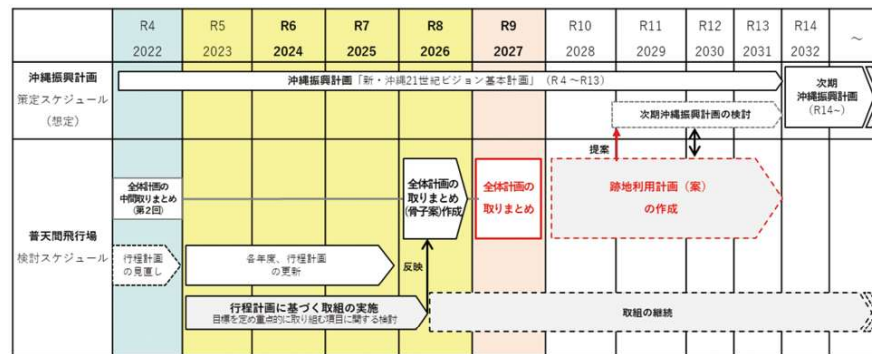 R4
R5
R6
R7
R8
R9
R10
R11
R12
R13
R14
～
2022
2023
2024
2025
2026
2027
2028
2029
2030
2031
2032
沖縄振興計画
策定スケジュール
（想定）
沖縄振興計画「新・沖縄21世紀ビジョン基本計画」（R4～R13）
次期
沖縄振興計画
（R14~）
次期沖縄振興計画の検討
提案
普天間飛行場
検討スケジュール
全体計画の
中間取りまとめ
(第2回)
全体計画の
取りまとめ
(骨子案)作成
全体計画の
取りまとめ
跡地利用計画（案）
の作成
行程計画
の見直し
各年度、行程計画
の更新
反映
行程計画に基づく取組の実施
目標を定め重点的に取り組む項目に関する検討
取組の継続